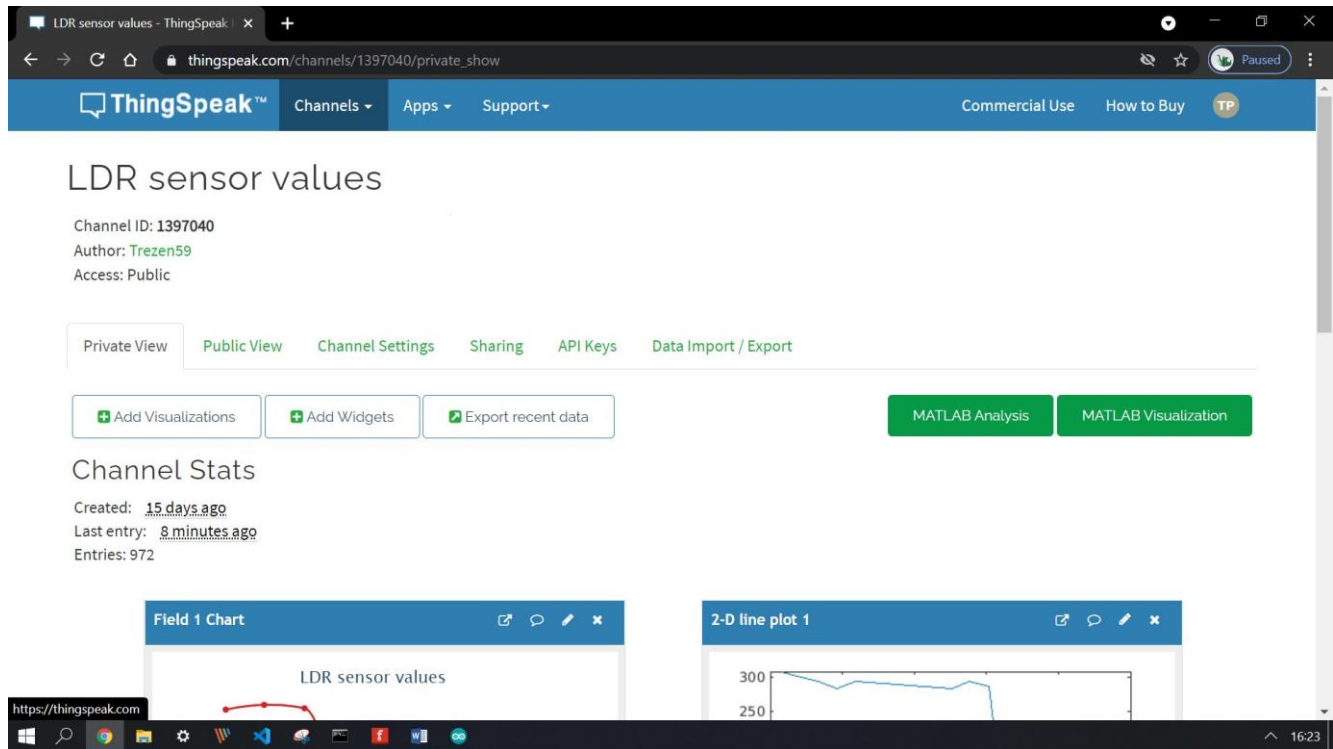 LDR sensor values - ThingSpeak
thingspeak.com/channels/1397040/private_show
Paused
ThingSpeak™
Channels
Apps
Support
Commercial Use
How to Buy
TP
LDR sensor values
Channel ID: 1397040
Author: Trezen59
Access: Public
Private View
Public View
Channel Settings
Sharing
API Keys
Data Import / Export
Add Visualizations
Add Widgets
Export recent data
MATLAB Analysis
MATLAB Visualization
Channel Stats
Created: 15 days ago
Last entry: 8 minutes ago
Entries: 972
Field 1 Chart
2-D line plot 1
LDR sensor values
300
250
https://thingspeak.com
16:23